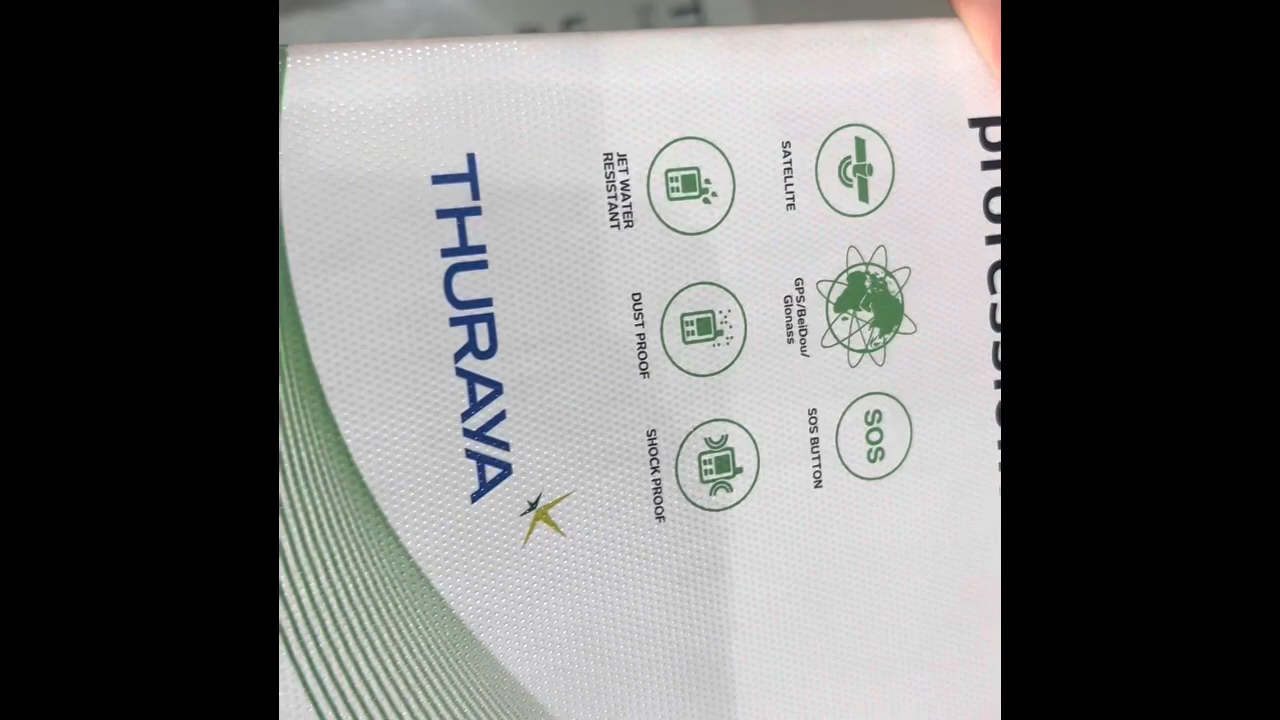 SATELLITE
GPS/BeiDou/
Glonass
SOS
SOS BUTTON
JET WATER
RESISTANT
DUST PROOF
SHOCK PROOF
THURAYA